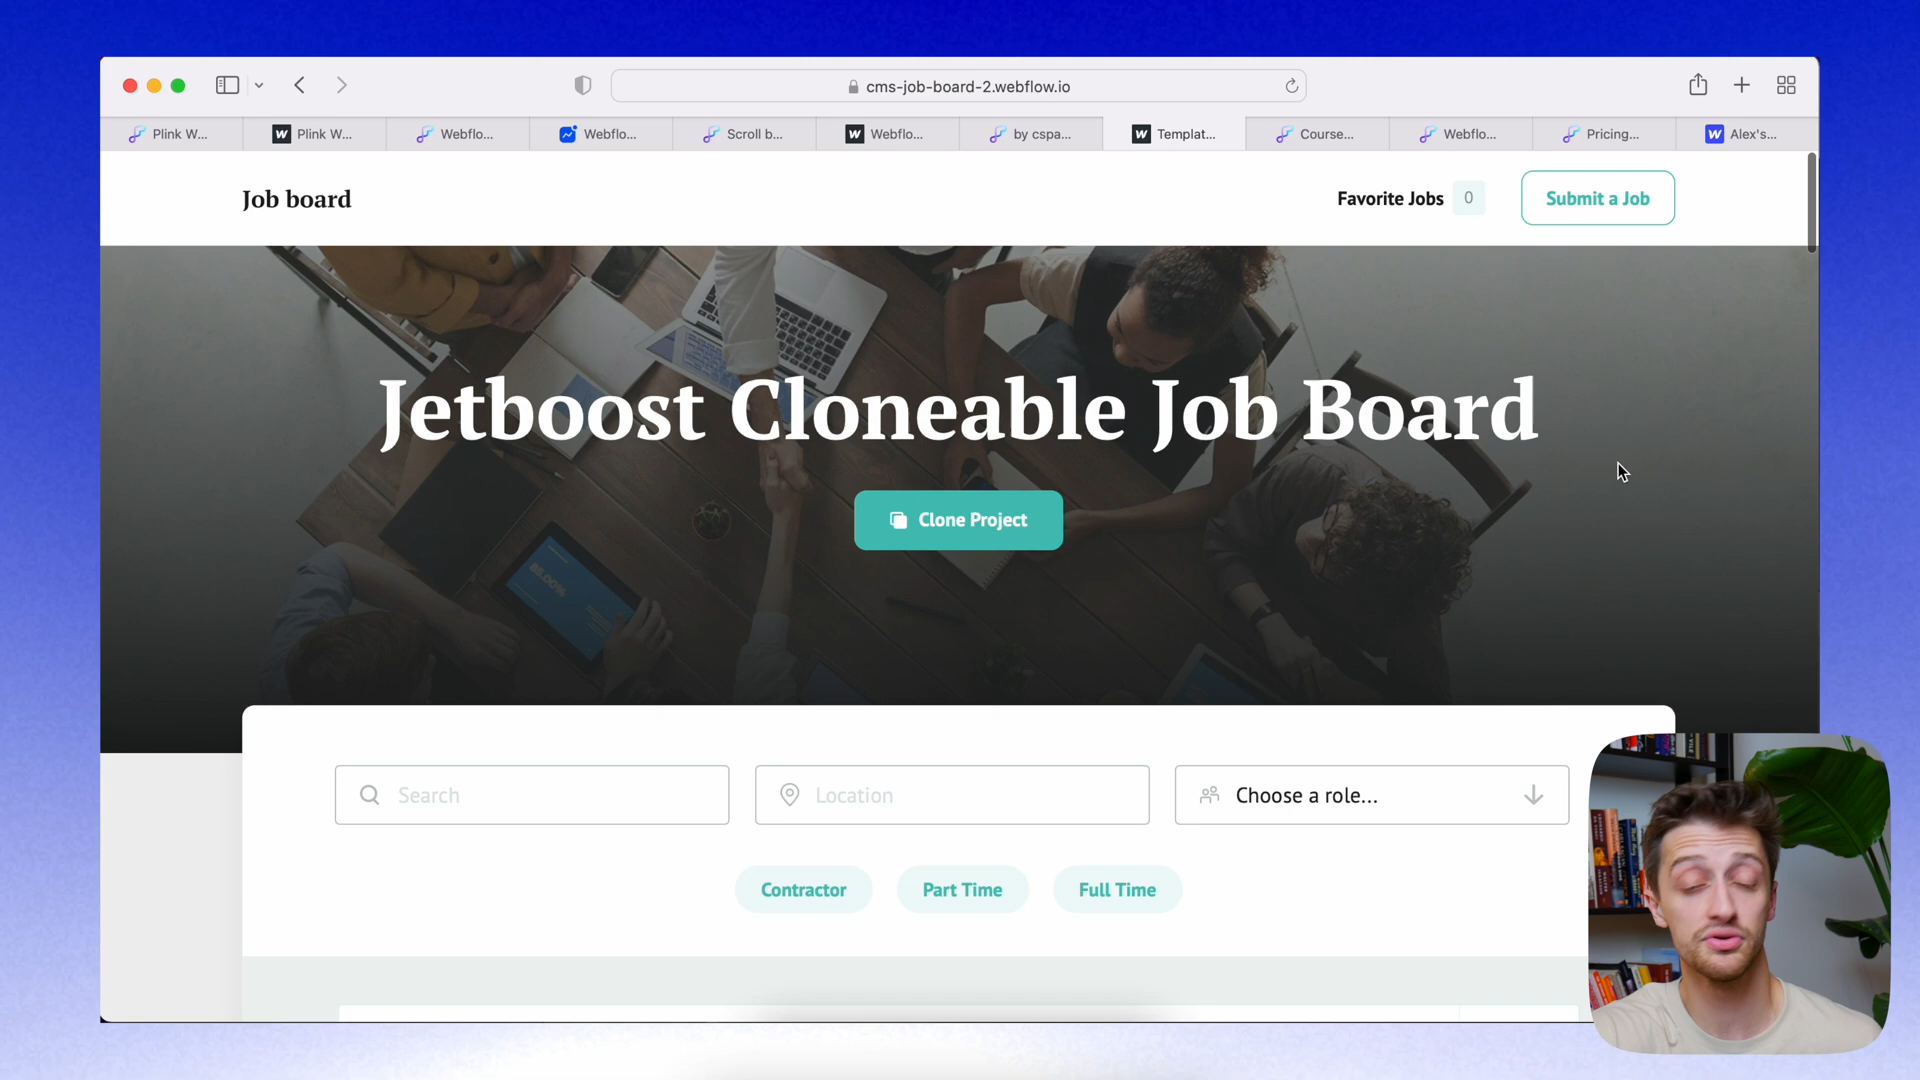 cms-job-board-2.webflow.io
Plink W...
Plink W...
Webflo...
Webflo...
Scroll b...
Webflo...
by cspa...
Templat...
Course...
Webflo...
Pricing...
Alex's...
Job board
Favorite Jobs 0
Submit a Job
Jetboost Cloneable Job Board
Clone Project
88.00%
Search
Location
Choose a role...
Contractor
Part Time
Full Time